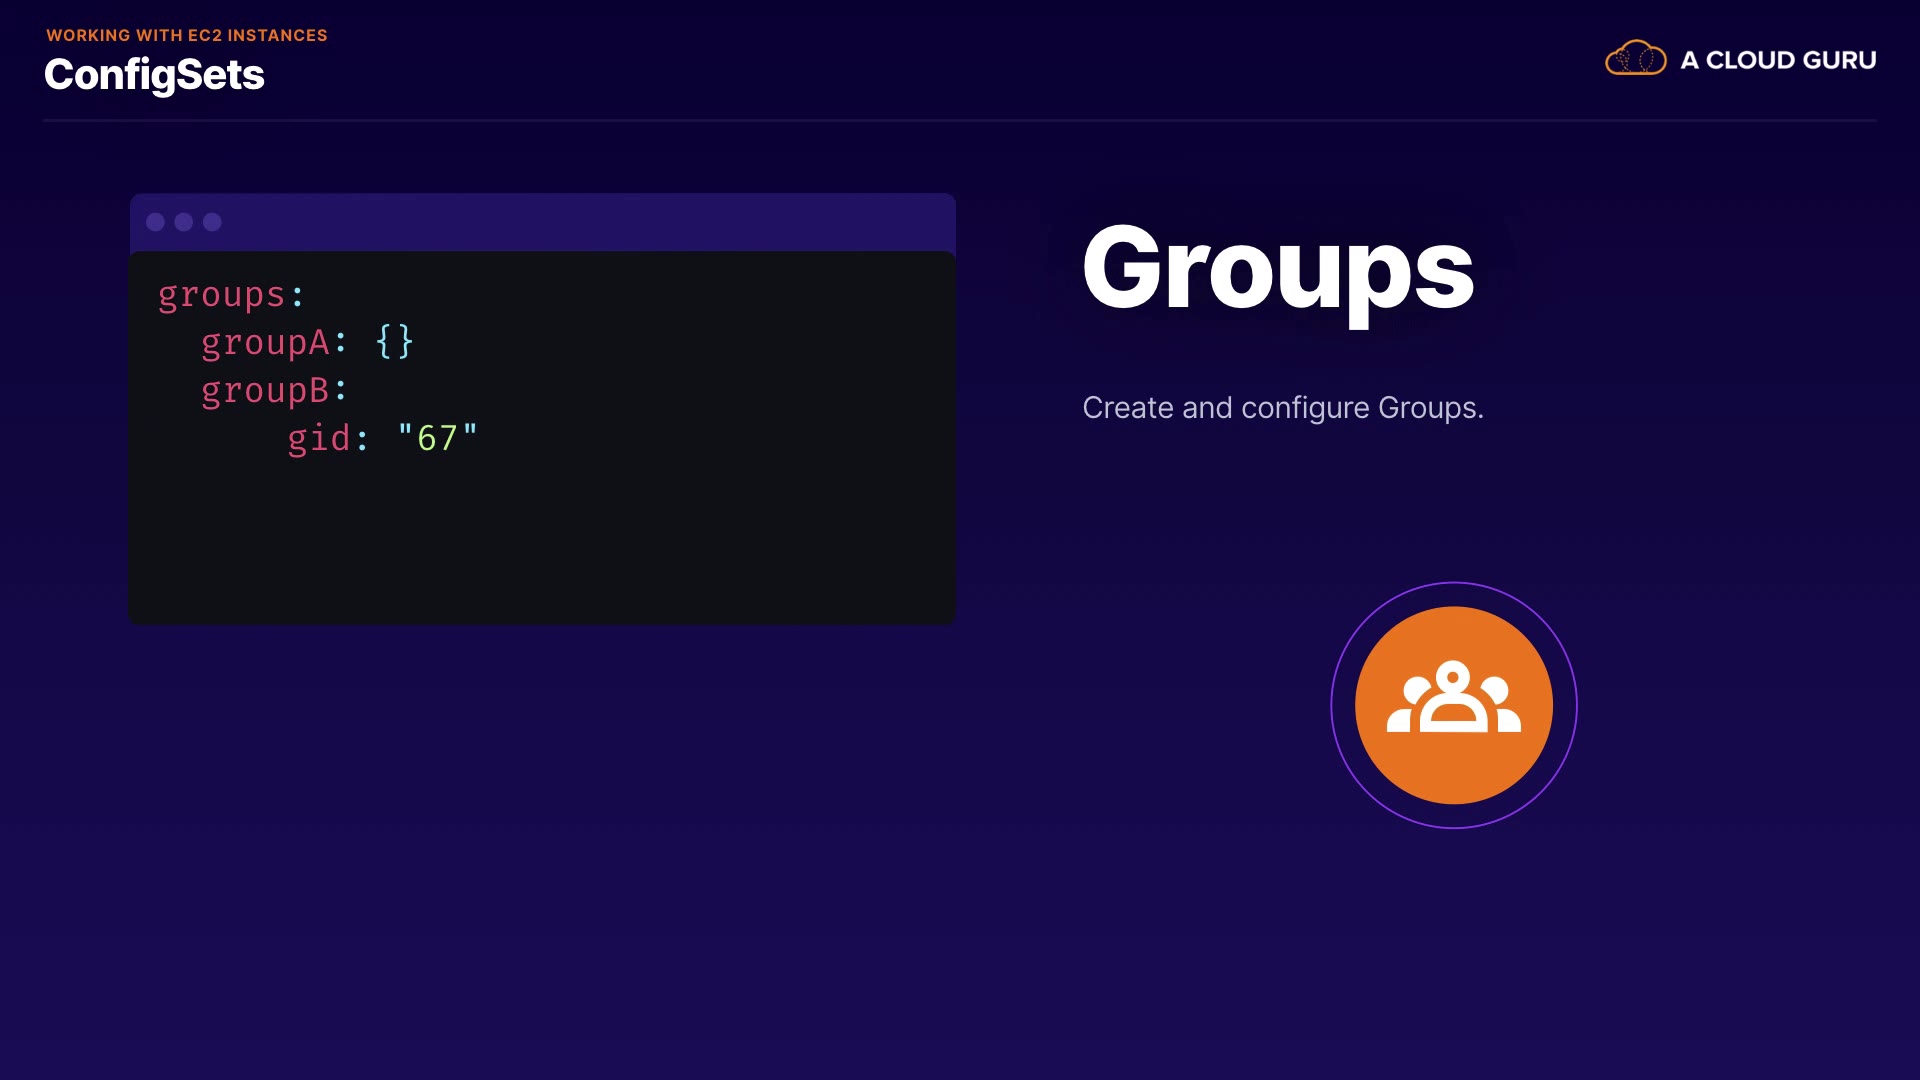 WORKING WITH EC2 INSTANCES
ConfigSets
A CLOUD GURU
groups:
  groupA: {}
  groupB:
      gid: "67"
Groups
Create and configure Groups.